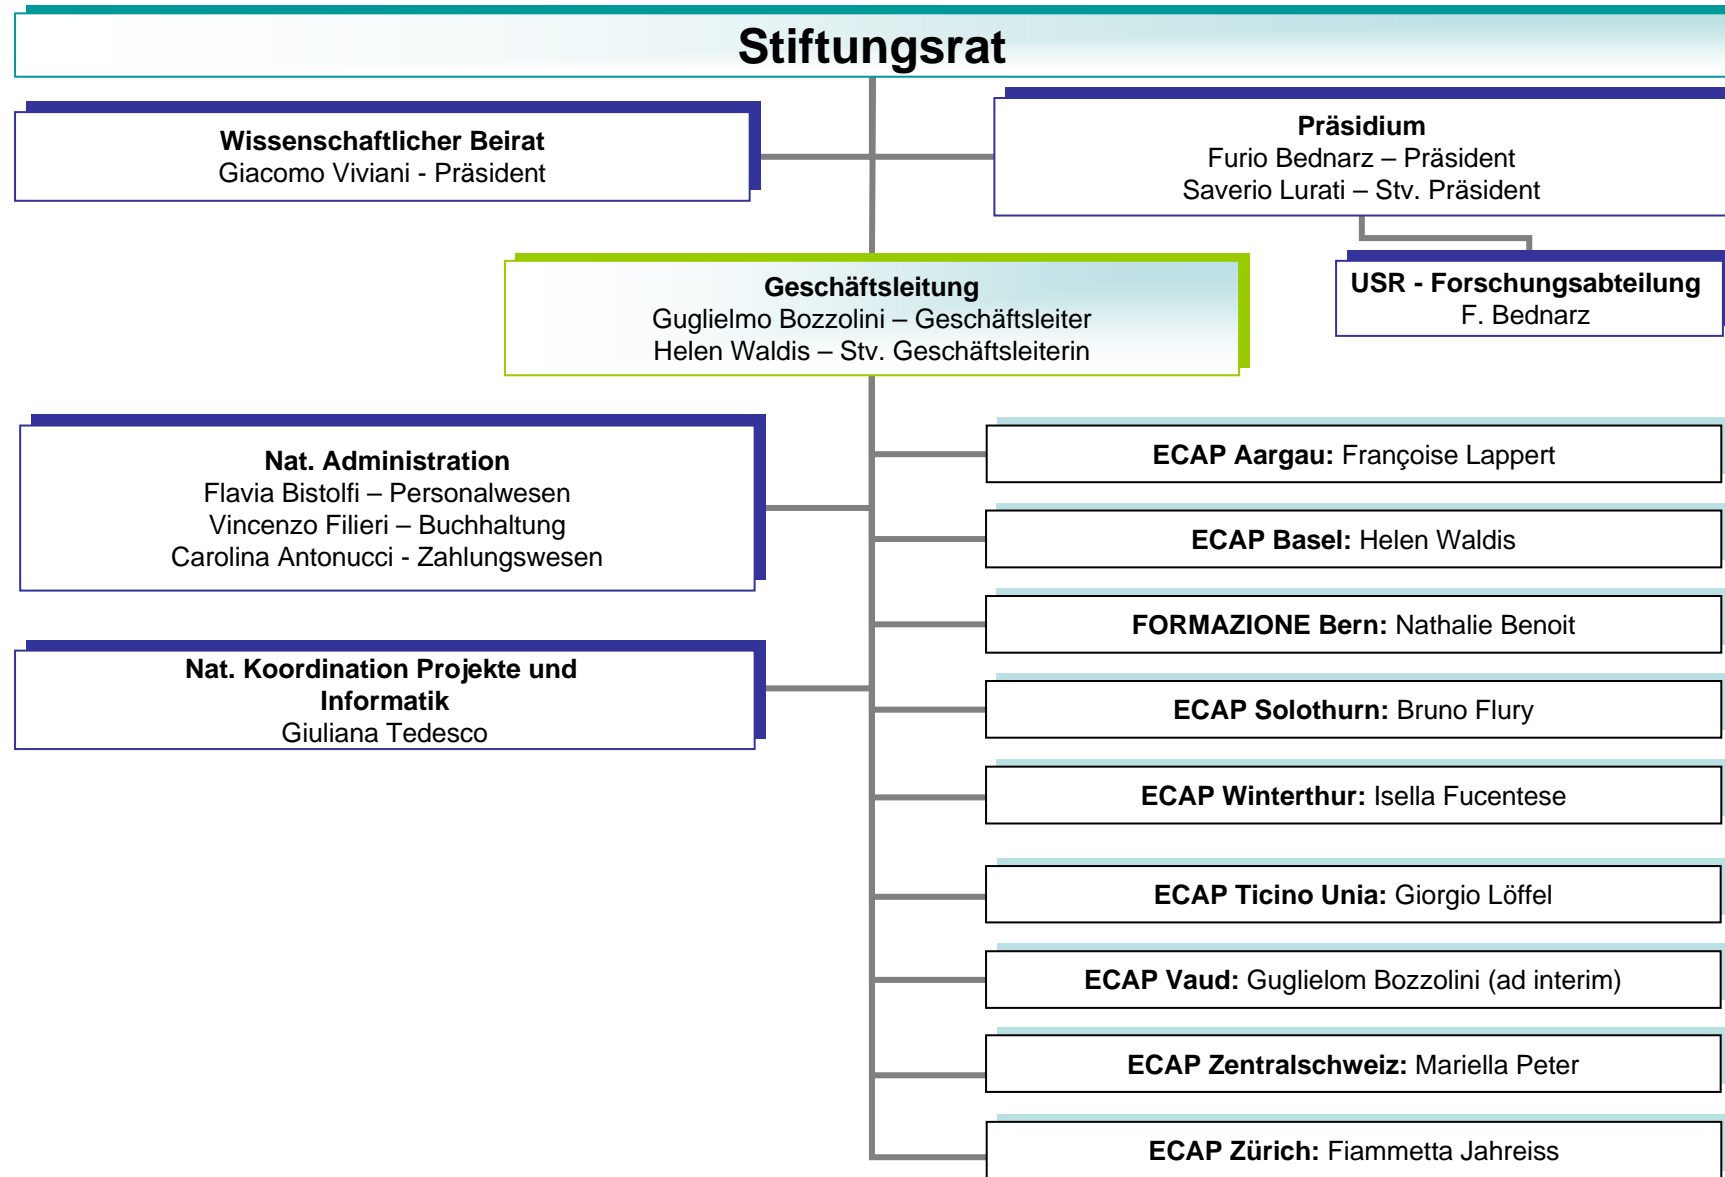 Stiftungsrat
Wissenschaftlicher Beirat
Giacomo Viviani - Präsident
Präsidium
Furio Bednarz – Präsident
Saverio Lurati – Stv. Präsident
USR - Forschungsabteilung
F. Bednarz
Geschäftsleitung
Guglielmo Bozzolini – Geschäftsleiter
Helen Waldis – Stv. Geschäftsleiterin
Nat. Administration
Flavia Bistolfi – Personalwesen
Vincenzo Filieri – Buchhaltung
Carolina Antonucci - Zahlungswesen
Nat. Koordination Projekte und
Informatik
Giuliana Tedesco
ECAP Aargau: Françoise Lappert
ECAP Basel: Helen Waldis
FORMAZIONE Bern: Nathalie Benoit
ECAP Solothurn: Bruno Flury
ECAP Winterthur: Isella Fucentese
ECAP Ticino Unia: Giorgio Löffel
ECAP Vaud: Guglielom Bozzolini (ad interim)
ECAP Zentralschweiz: Mariella Peter
ECAP Zürich: Fiammetta Jahreiss